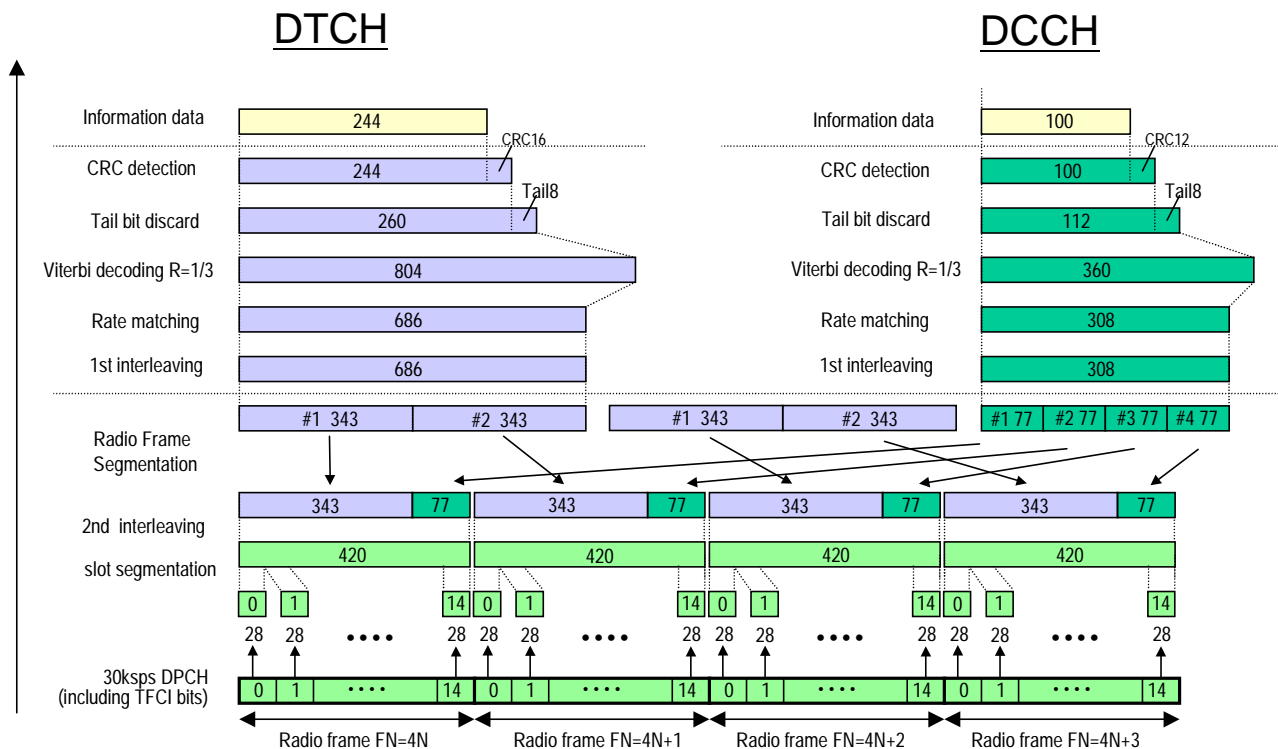 DTCH DCCH
Information data 244 Information data 100
CRC16 CRC12
CRC detection 244 CRC detection 100
Tail8 Tail8
Tail bit discard 260 Tail bit discard 112
Viterbi decoding R=1/3 804 Viterbi decoding R=1/3 360
Rate matching 686 Rate matching 308
1st interleaving 686 1st interleaving 308
#1 343 #2 343 #1 343 #2 343 #1 77 #2 77 #3 77 #4 77
Radio Frame
Segmentation
343 77 343 77 343 77 343 77
2nd interleaving
420 420 420 420
slot segmentation
0 1 14 0 1 14 0 1 14 0 1 14
28 28 •••• 28 28 28 •••• 28 28 28 •••• 28 28 28 •••• 28
30ksps DPCH
(including TFCI bits)
0 1 •••• 14 0 1 •••• 14 0 1 •••• 14 0 1 •••• 14
Radio frame FN=4N Radio frame FN=4N+1 Radio frame FN=4N+2 Radio frame FN=4N+3